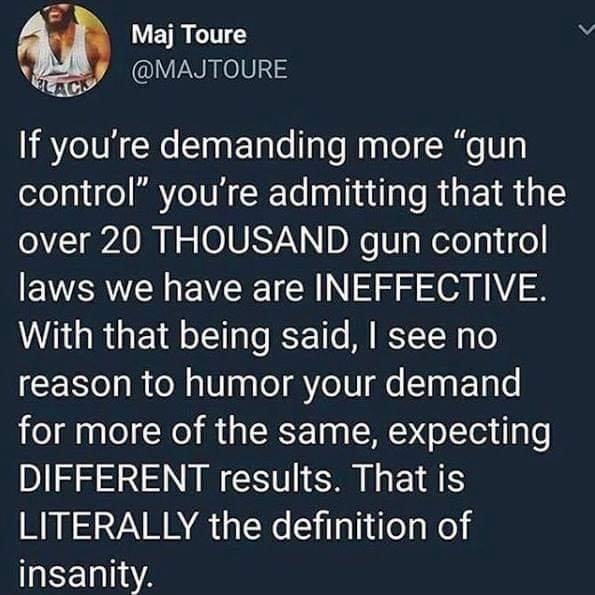 Maj Toure
@MAJTOURE
BLACK
If you’re demanding more “gun
control” you’re admitting that the
over 20 THOUSAND gun control
laws we have are INEFFECTIVE.
With that being said, I see no
reason to humor your demand
for more of the same, expecting
DIFFERENT results. That is
LITERALLY the definition of
insanity.